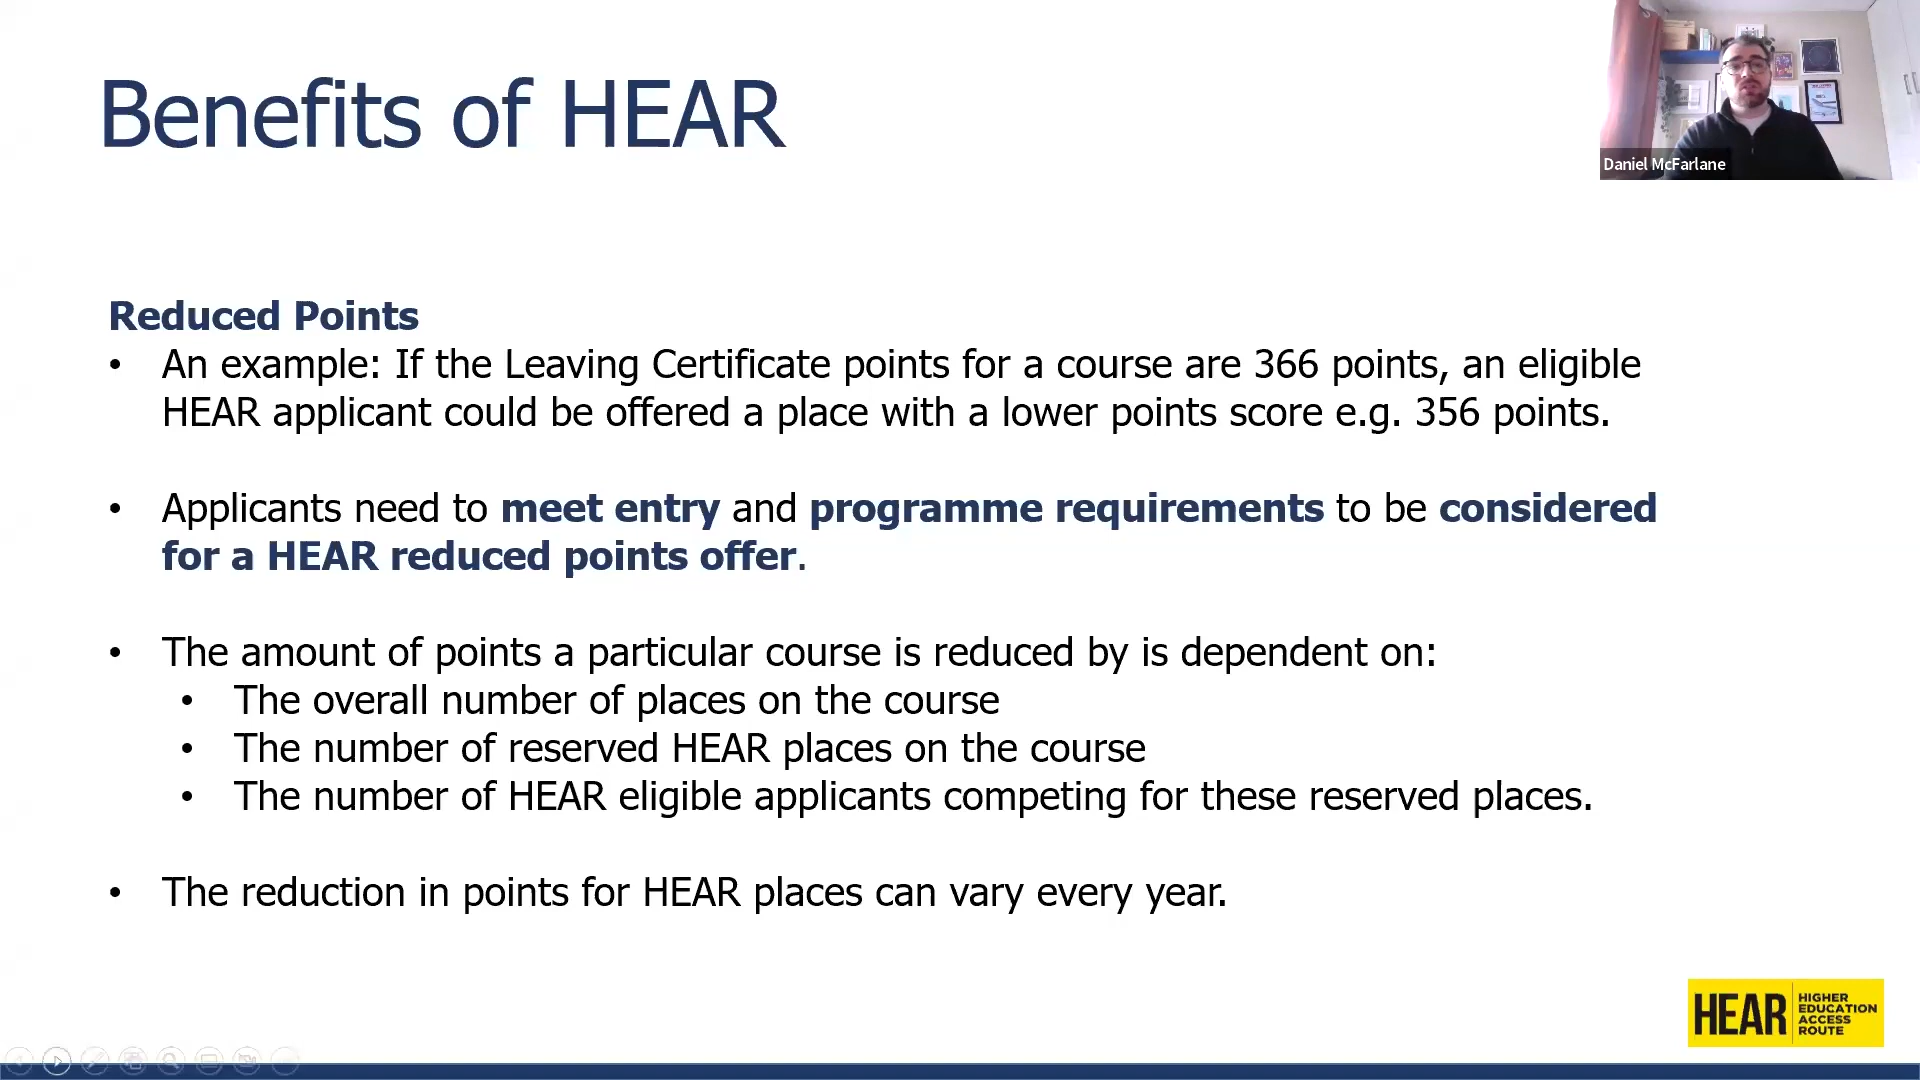 Benefits of HEAR
Daniel McFarlane
Reduced Points
• An example: If the Leaving Certificate points for a course are 366 points, an eligible
HEAR applicant could be offered a place with a lower points score e.g. 356 points.
• Applicants need to meet entry and programme requirements to be considered
for a HEAR reduced points offer.
• The amount of points a particular course is reduced by is dependent on:
• The overall number of places on the course
• The number of reserved HEAR places on the course
• The number of HEAR eligible applicants competing for these reserved places.
• The reduction in points for HEAR places can vary every year.
HEAR
HIGHER
EDUCATION
ACCESS
ROUTE